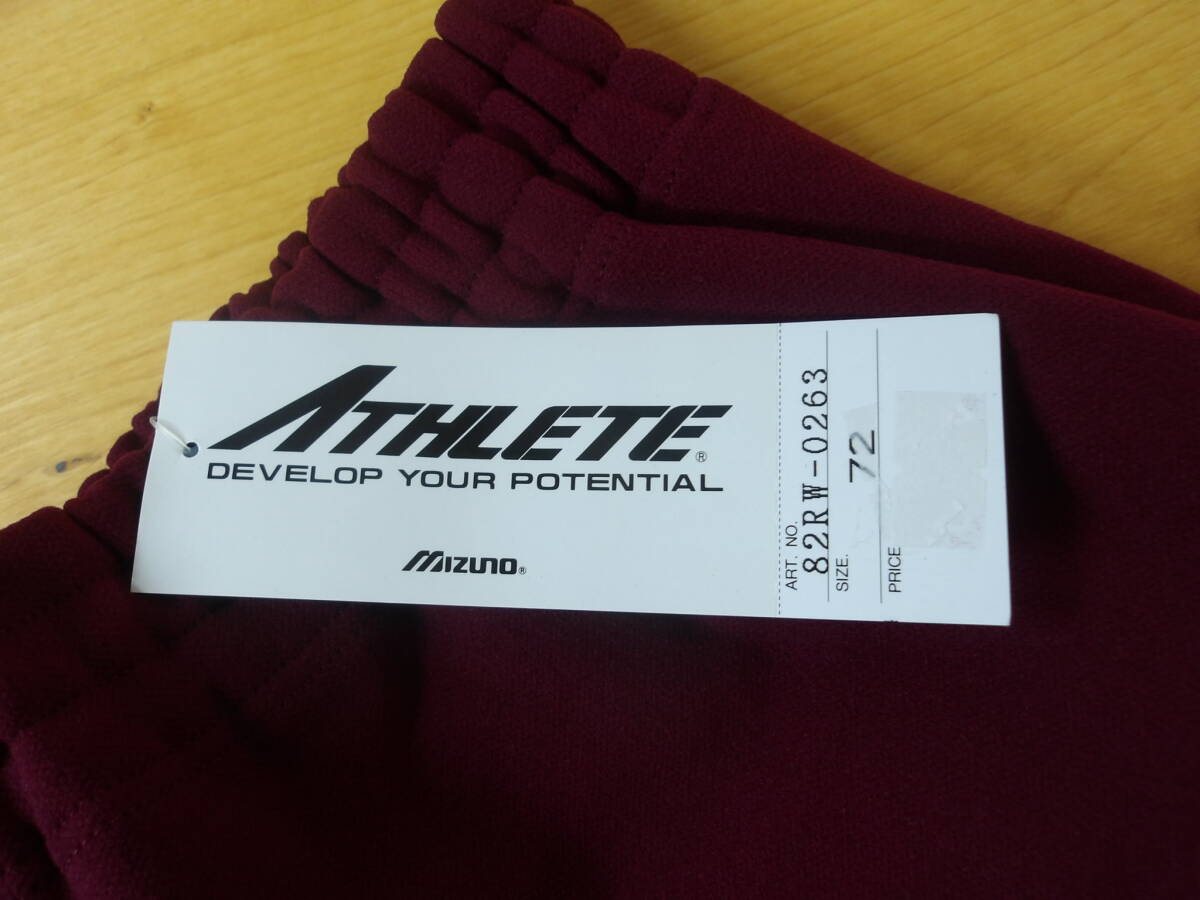 ATHLETE®
DEVELOP YOUR POTENTIAL
MIZUNO®
ART. NO.
82RW-0263
SIZE. 72
PRICE